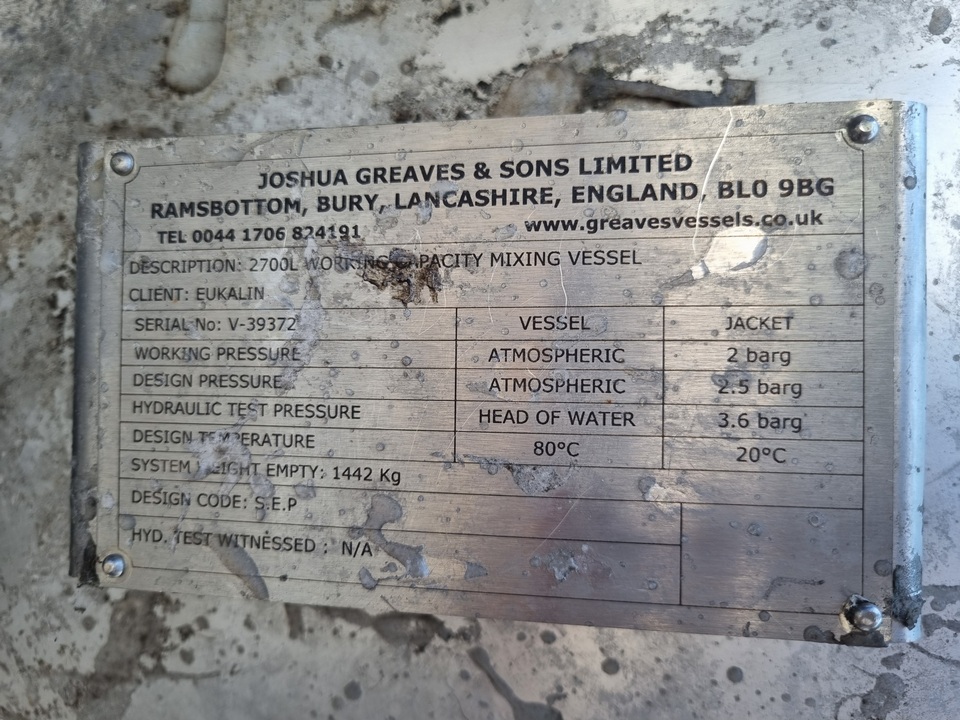 JOSHUA GREAVES & SONS LIMITED
RAMSBOTTOM, BURY, LANCASHIRE, ENGLAND, BL0 9BG
TEL 0044 1706 824191 www.greavesvessels.co.uk
DESCRIPTION: 2700L WORKING CAPACITY MIXING VESSEL
CLIENT: EUKALIN
SERIAL No: V-39372 VESSEL JACKET
WORKING PRESSURE ATMOSPHERIC 2 barg
DESIGN PRESSURE ATMOSPHERIC 2.5 barg
HYDRAULIC TEST PRESSURE HEAD OF WATER 3.6 barg
DESIGN TEMPERATURE 80°C 20°C
SYSTEM WEIGHT EMPTY: 1442 Kg
DESIGN CODE: S.E.P
HYD. TEST WITNESSED : N/A